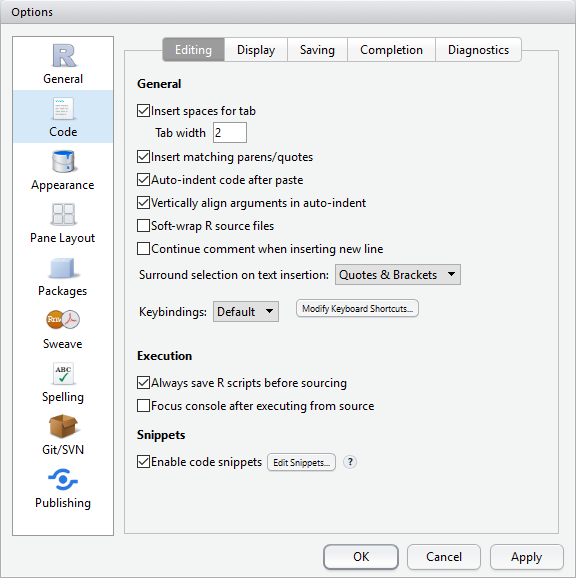 Options
R
General
Code
Appearance
Pane Layout
Packages
Rnw
Sweave
ABC
Spelling
Git/SVN
Publishing
Editing Display Saving Completion Diagnostics
General
Insert spaces for tab
Tab width 2
Insert matching parens/quotes
Auto-indent code after paste
Vertically align arguments in auto-indent
Soft-wrap R source files
Continue comment when inserting new line
Surround selection on text insertion: Quotes & Brackets
Keybindings: Default Modify Keyboard Shortcuts...
Execution
Always save R scripts before sourcing
Focus console after executing from source
Snippets
Enable code snippets Edit Snippets... ?
OK Cancel Apply